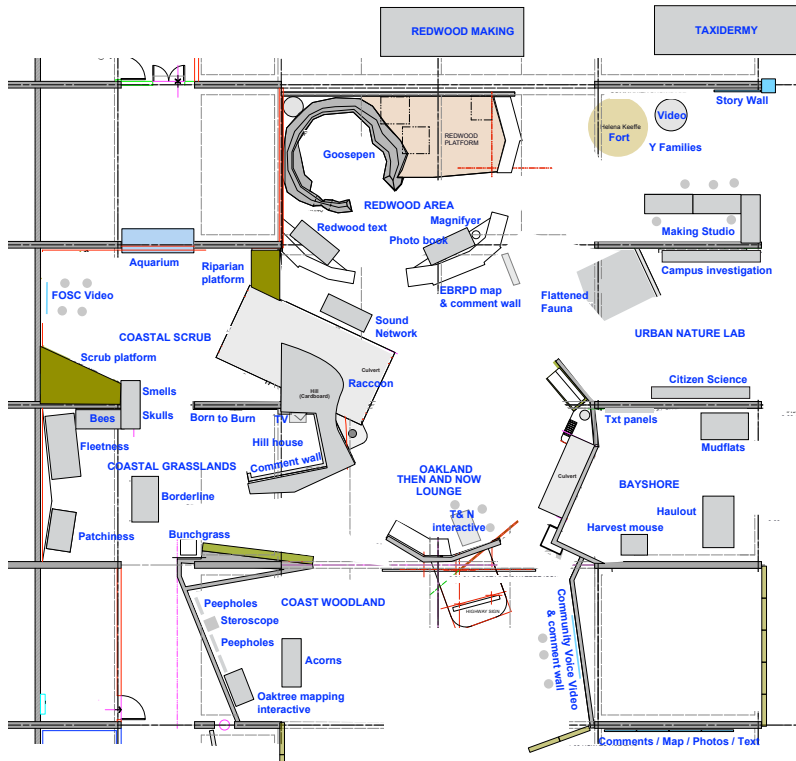 REDWOOD MAKING
TAXIDERMY
Story Wall
Video
Helena Keeffe
Fort
Y Families
REDWOOD
PLATFORM
Goosepen
REDWOOD AREA
Magnifyer
Redwood text
Photo book
Making Studio
Aquarium
Riparian
platform
Campus investigation
FOSC Video
EBRPD map
& comment wall
Flattened
Fauna
Sound
Network
COASTAL SCRUB
URBAN NATURE LAB
Scrub platform
Culvert
Raccoon
Hill
(Cardboard)
Smells
Citizen Science
Skulls
Bees
Born to Burn
TV
Txt panels
Fleetness
Hill house
Mudflats
Comment wall
COASTAL GRASSLANDS
OAKLAND
THEN AND NOW
LOUNGE
Culvert
BAYSHORE
Borderline
T& N
interactive
Haulout
Patchiness
Bunchgrass
Harvest mouse
Peepholes
COAST WOODLAND
HIGHWAY SIGN
Steroscope
Peepholes
Acorns
Community Voice Video
& comment wall
Oaktree mapping
interactive
Comments / Map / Photos / Text